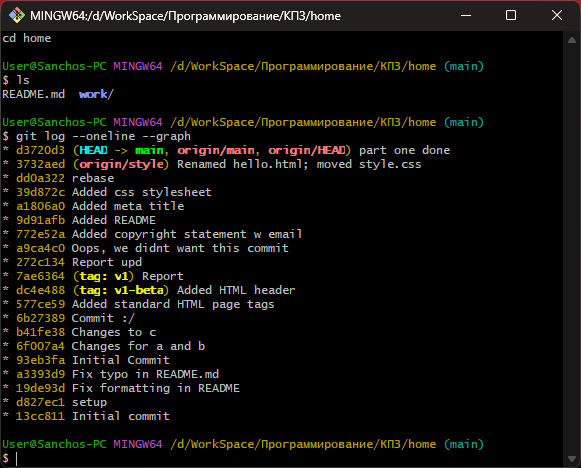 MINGW64:/d/WorkSpace/Программирование/КПЗ/home
cd home
User@Sanchos-PC MINGW64 /d/WorkSpace/Программирование/КПЗ/home (main)
$ ls
README.md  work/
User@Sanchos-PC MINGW64 /d/WorkSpace/Программирование/КПЗ/home (main)
$ git log --oneline --graph
* d3720d3 (HEAD -> main, origin/main, origin/HEAD) part one done
* 3732aed (origin/style) Renamed hello.html; moved style.css
* dd0a322 rebase
* 39d872c Added css stylesheet
* a1806a0 Added meta title
* 9d91afb Added README
* 772e52a Added copyright statement w email
* a9ca4c0 Oops, we didnt want this commit
* 272c134 Report upd
* 7ae6364 (tag: v1) Report
* dc4e488 (tag: v1-beta) Added HTML header
* 577ce59 Added standard HTML page tags
* 6b27389 Commit :/
* b41fe38 Changes to c
* 6f007a4 Changes for a and b
* 93eb3fa Initial Commit
* a3393d9 Fix typo in README.md
* 19de93d Fix formatting in README
* d827ec1 setup
* 13cc811 Initial commit
User@Sanchos-PC MINGW64 /d/WorkSpace/Программирование/КПЗ/home (main)
$